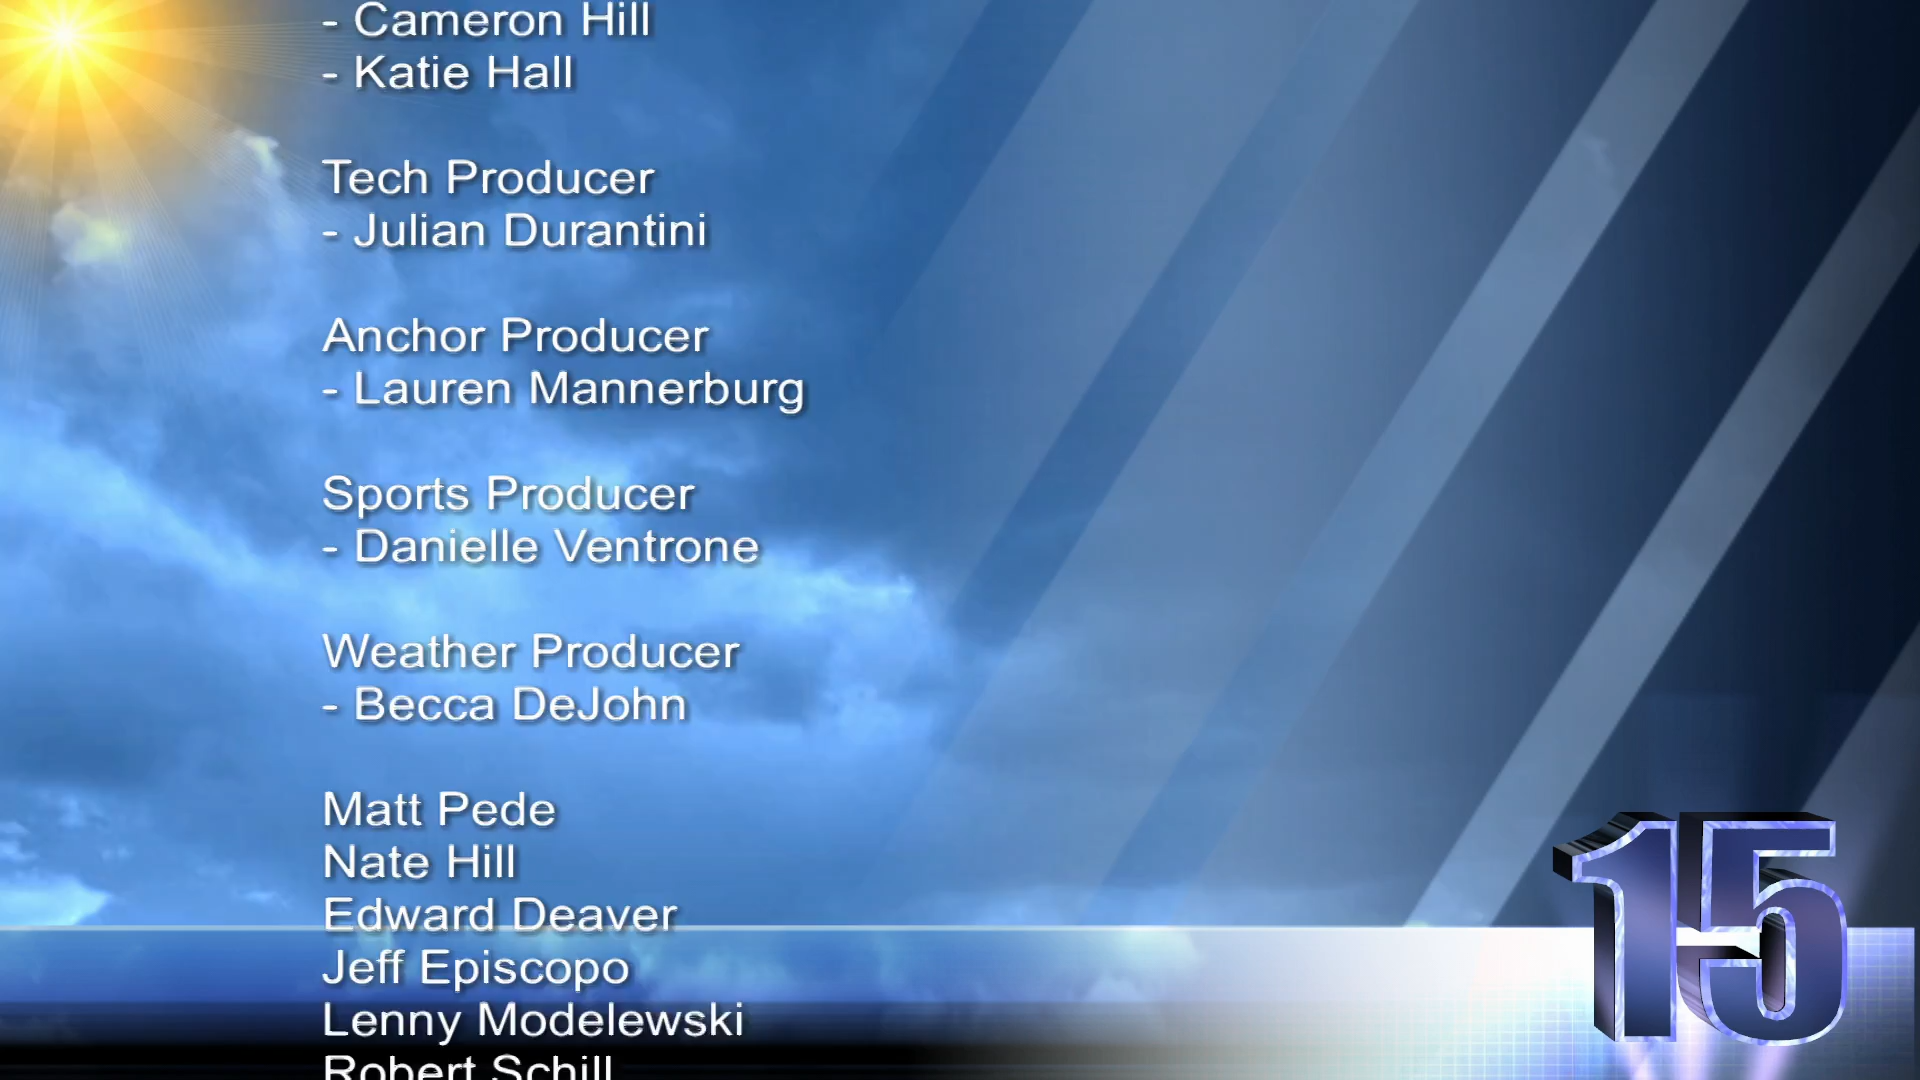 - Cameron Hill
- Katie Hall
Tech Producer
- Julian Durantini
Anchor Producer
- Lauren Mannerburg
Sports Producer
- Danielle Ventrone
Weather Producer
- Becca DeJohn
Matt Pede
Nate Hill
Edward Deaver
Jeff Episcopo
Lenny Modelewski
Robert Schill
15